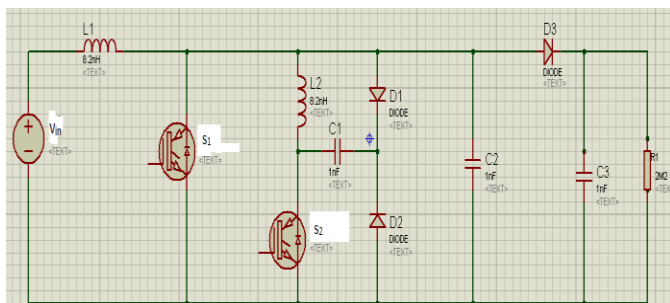 L1
8.2nH
<TEXT>
D3
DIODE
<TEXT>
L2
8.2nH
<TEXT>
D1
DIODE
<TEXT>
Vin
<TEXT>
S1
<TEXT>
C1
1nF
<TEXT>
C2
1nF
<TEXT>
C3
1nF
<TEXT>
R1
2M2
<TEXT>
S2
<TEXT>
D2
DIODE
<TEXT>